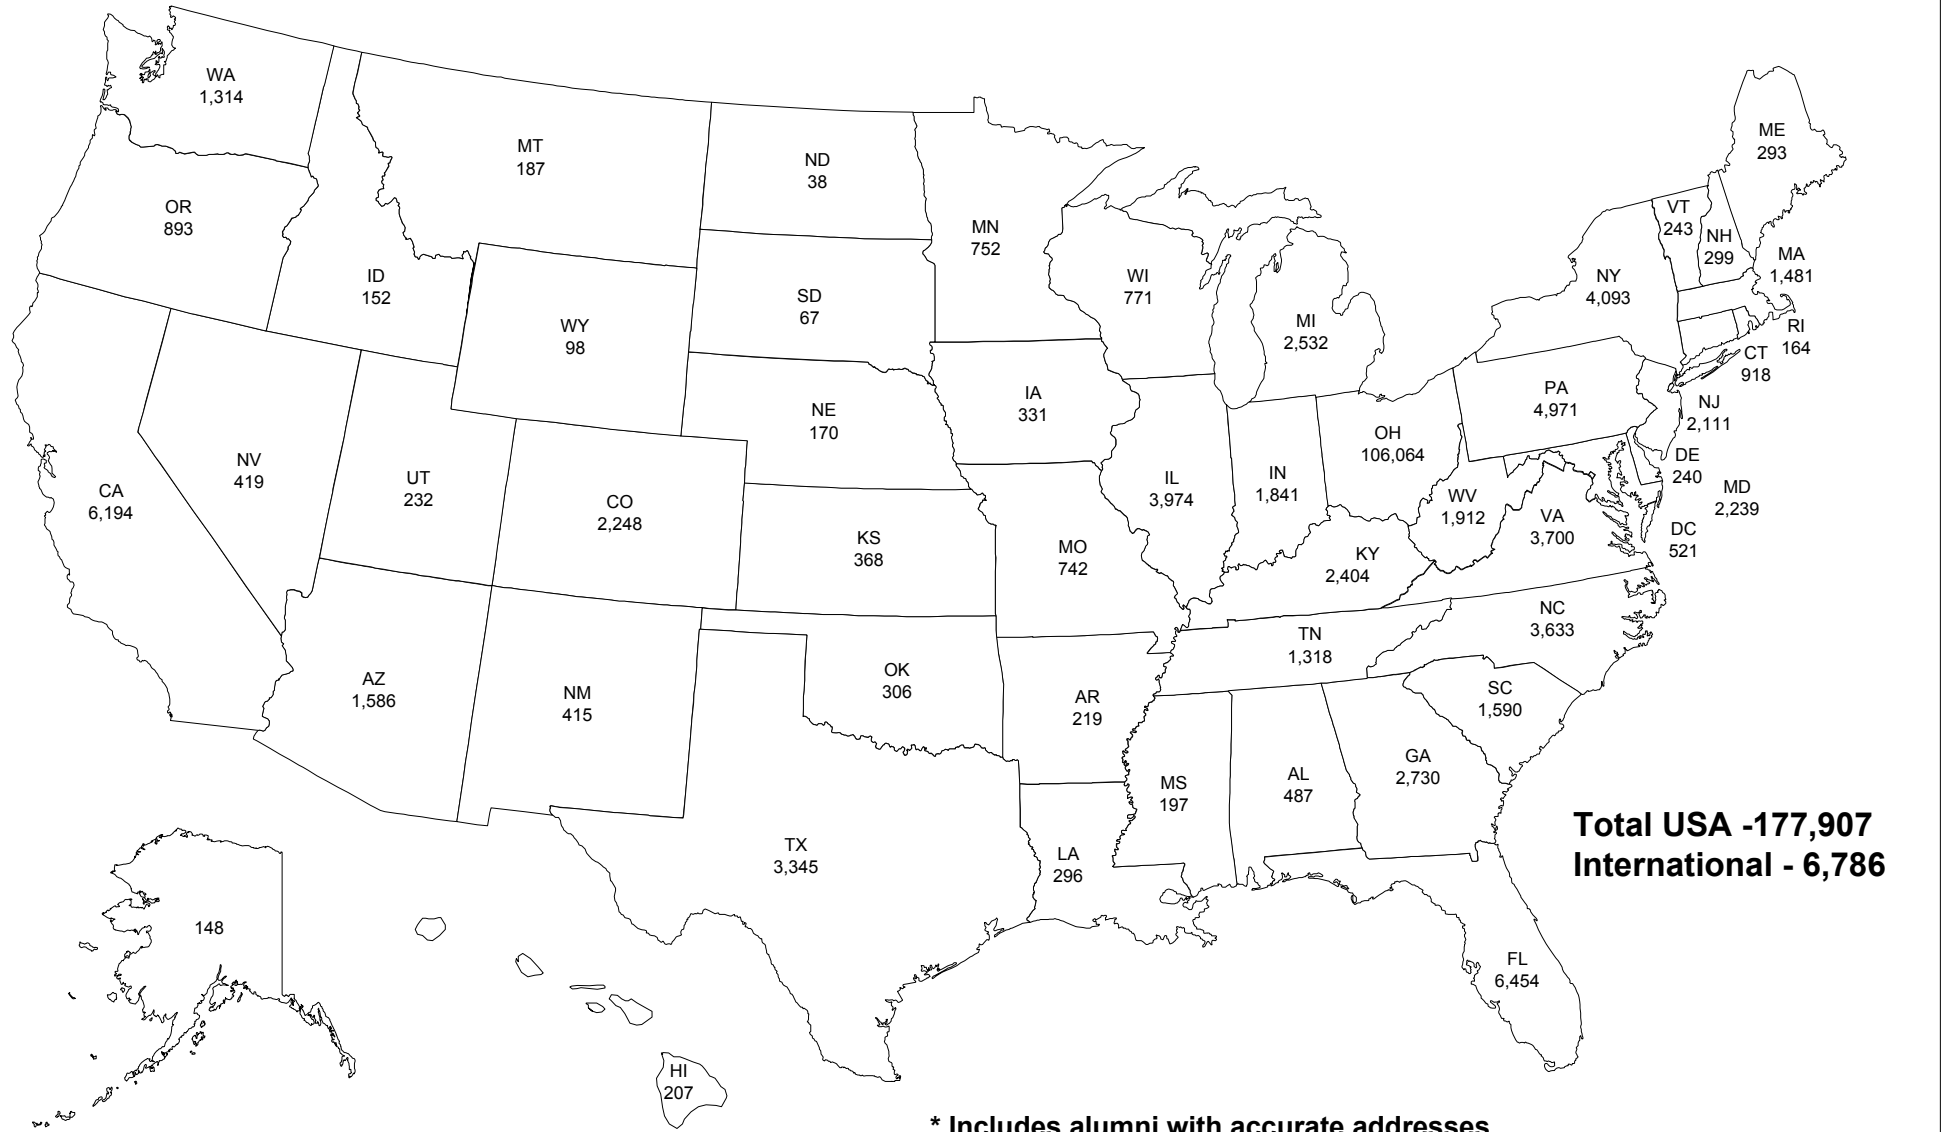 WA
1,314
MT
187
ND
38
ME
293
OR
893
MN
752
VT
243
NH
299
MA
1,481
ID
152
WI
771
NY
4,093
SD
67
WY
98
MI
2,532
RI
164
CT
918
PA
4,971
NJ
2,111
IA
331
NE
170
OH
106,064
NV
419
UT
232
CA
6,194
CO
2,248
IL
3,974
IN
1,841
WV
1,912
DE
240
MD
2,239
VA
3,700
DC
521
KS
368
MO
742
KY
2,404
NC
3,633
TN
1,318
AZ
1,586
NM
415
OK
306
AR
219
SC
1,590
GA
2,730
MS
197
AL
487
TX
3,345
LA
296
Total USA -177,907
International - 6,786
148
FL
6,454
HI
207
* Includes alumni with accurate addresses